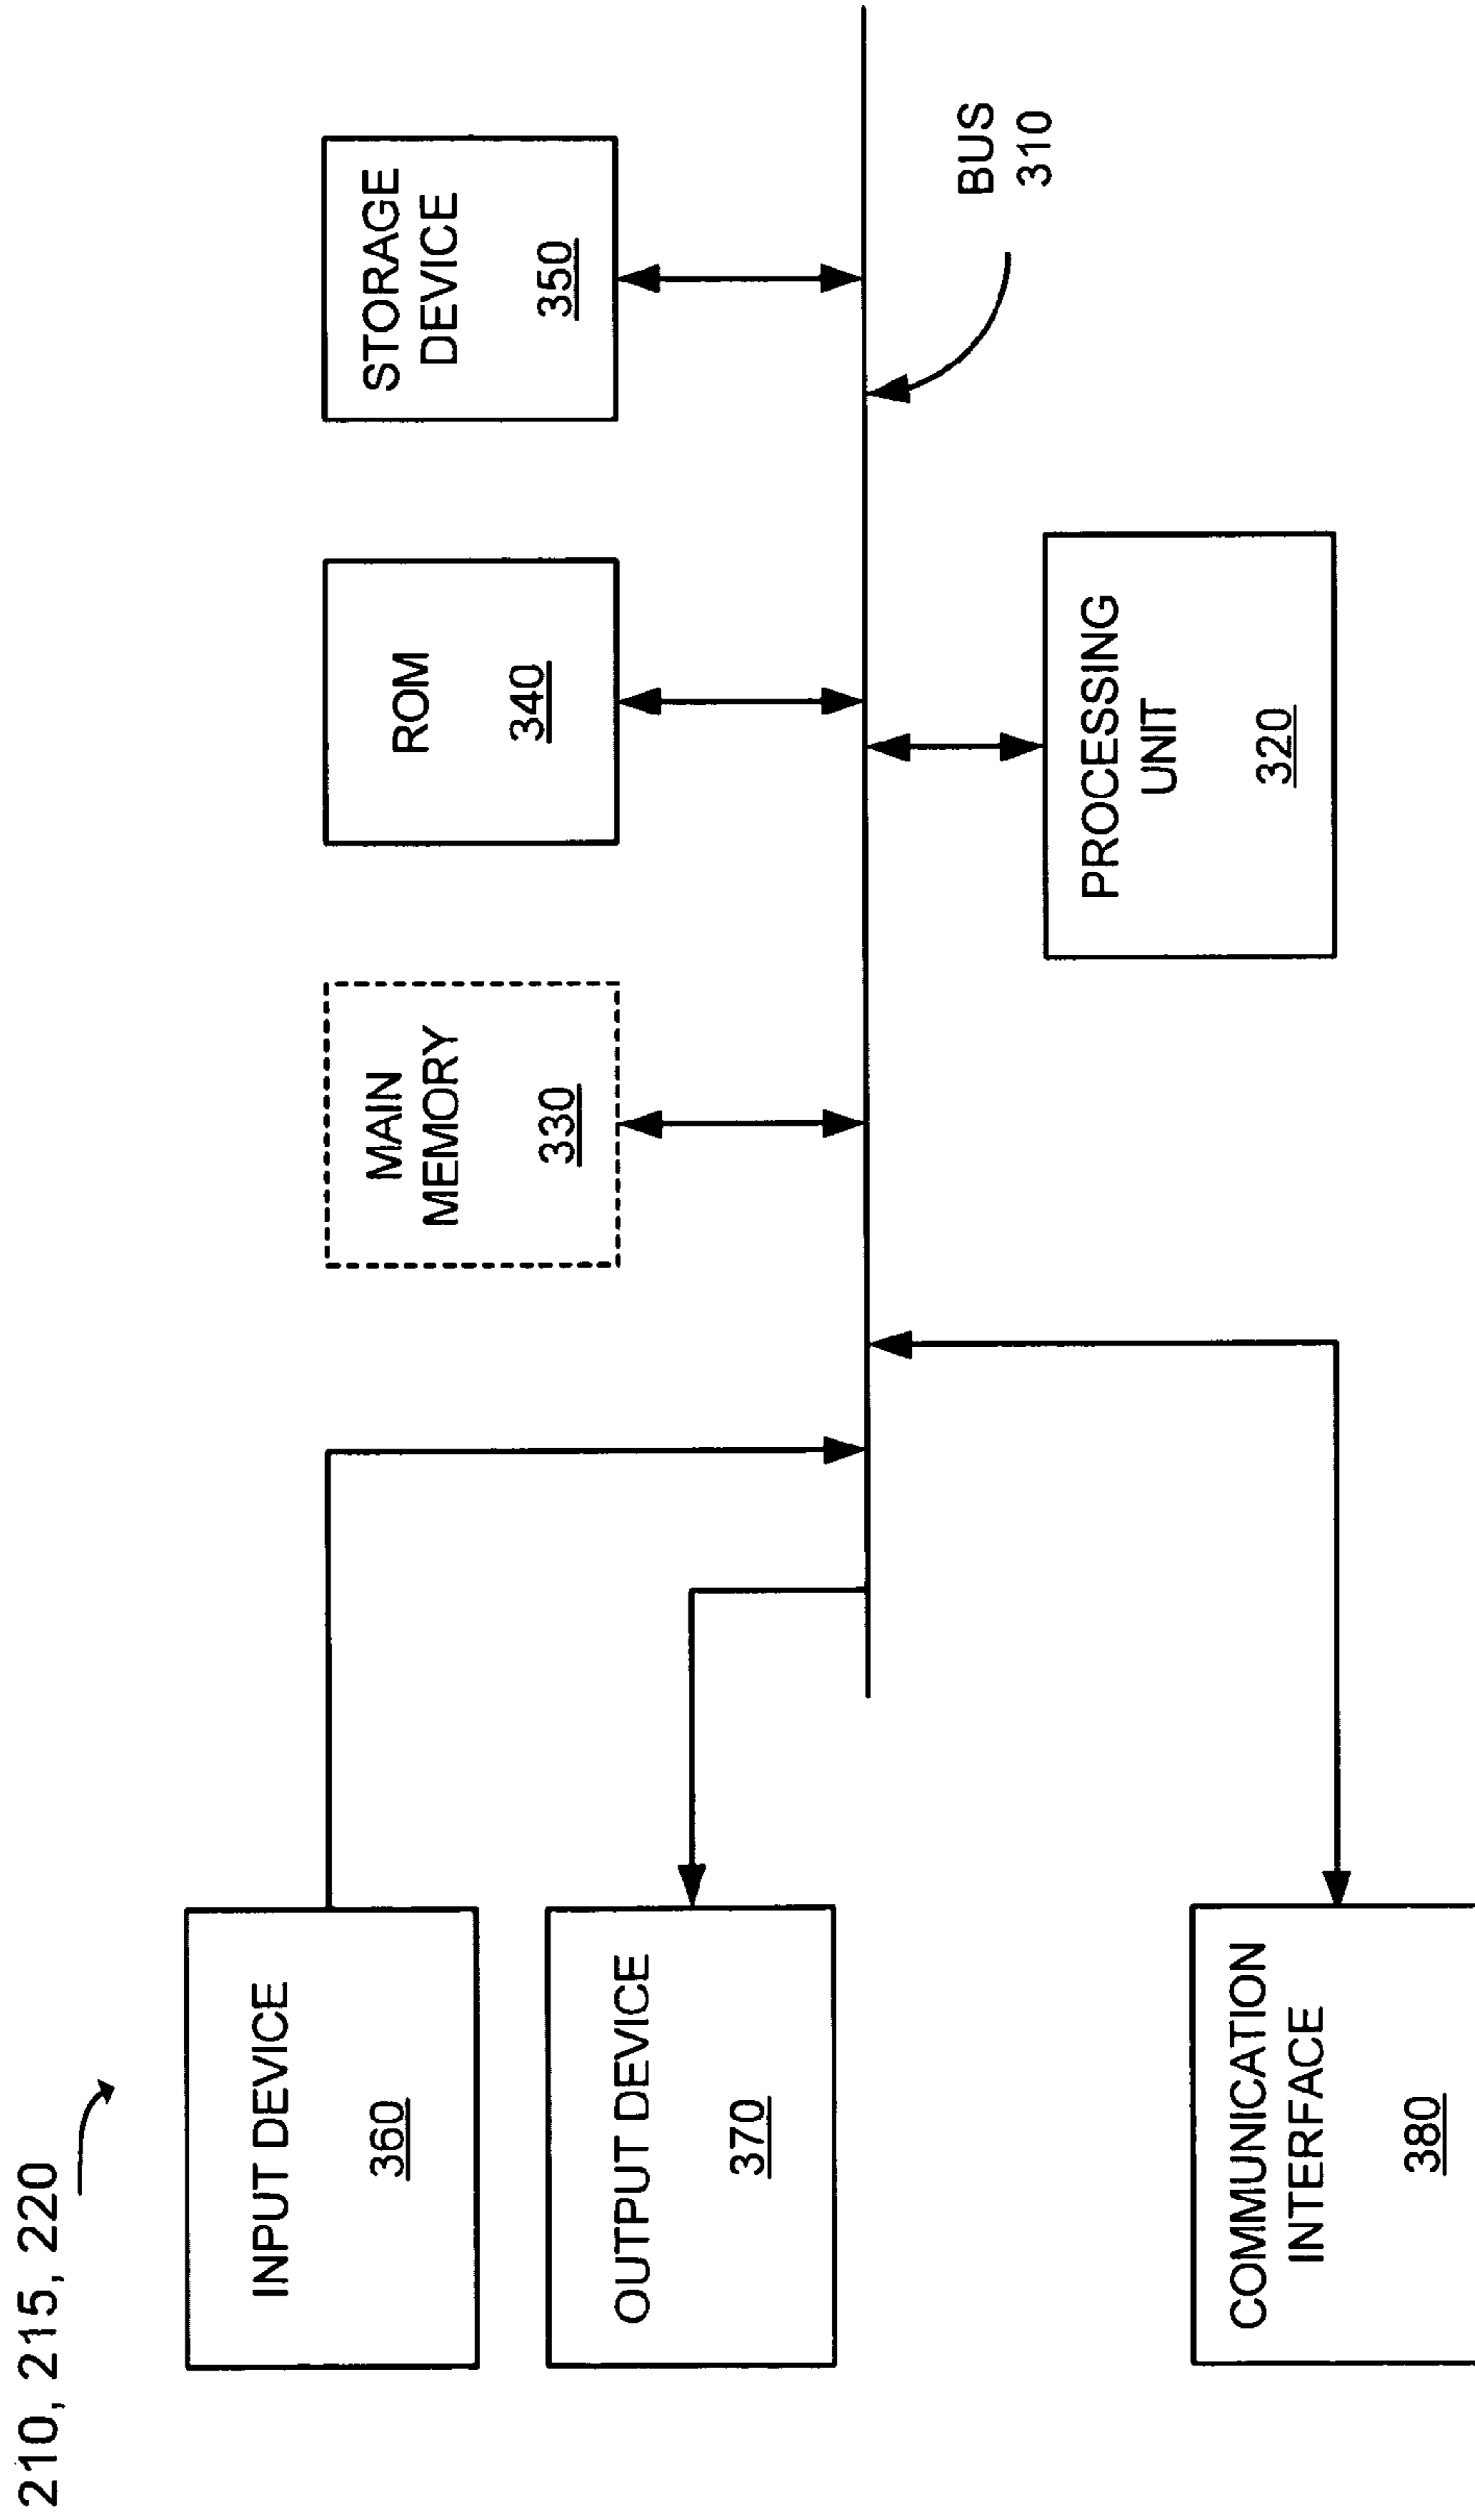 210, 215, 220
INPUT DEVICE
360
OUTPUT DEVICE
370
COMMUNICATION
INTERFACE
380
MAIN
MEMORY
330
ROM
340
STORAGE
DEVICE
350
PROCESSING
UNIT
320
BUS
310